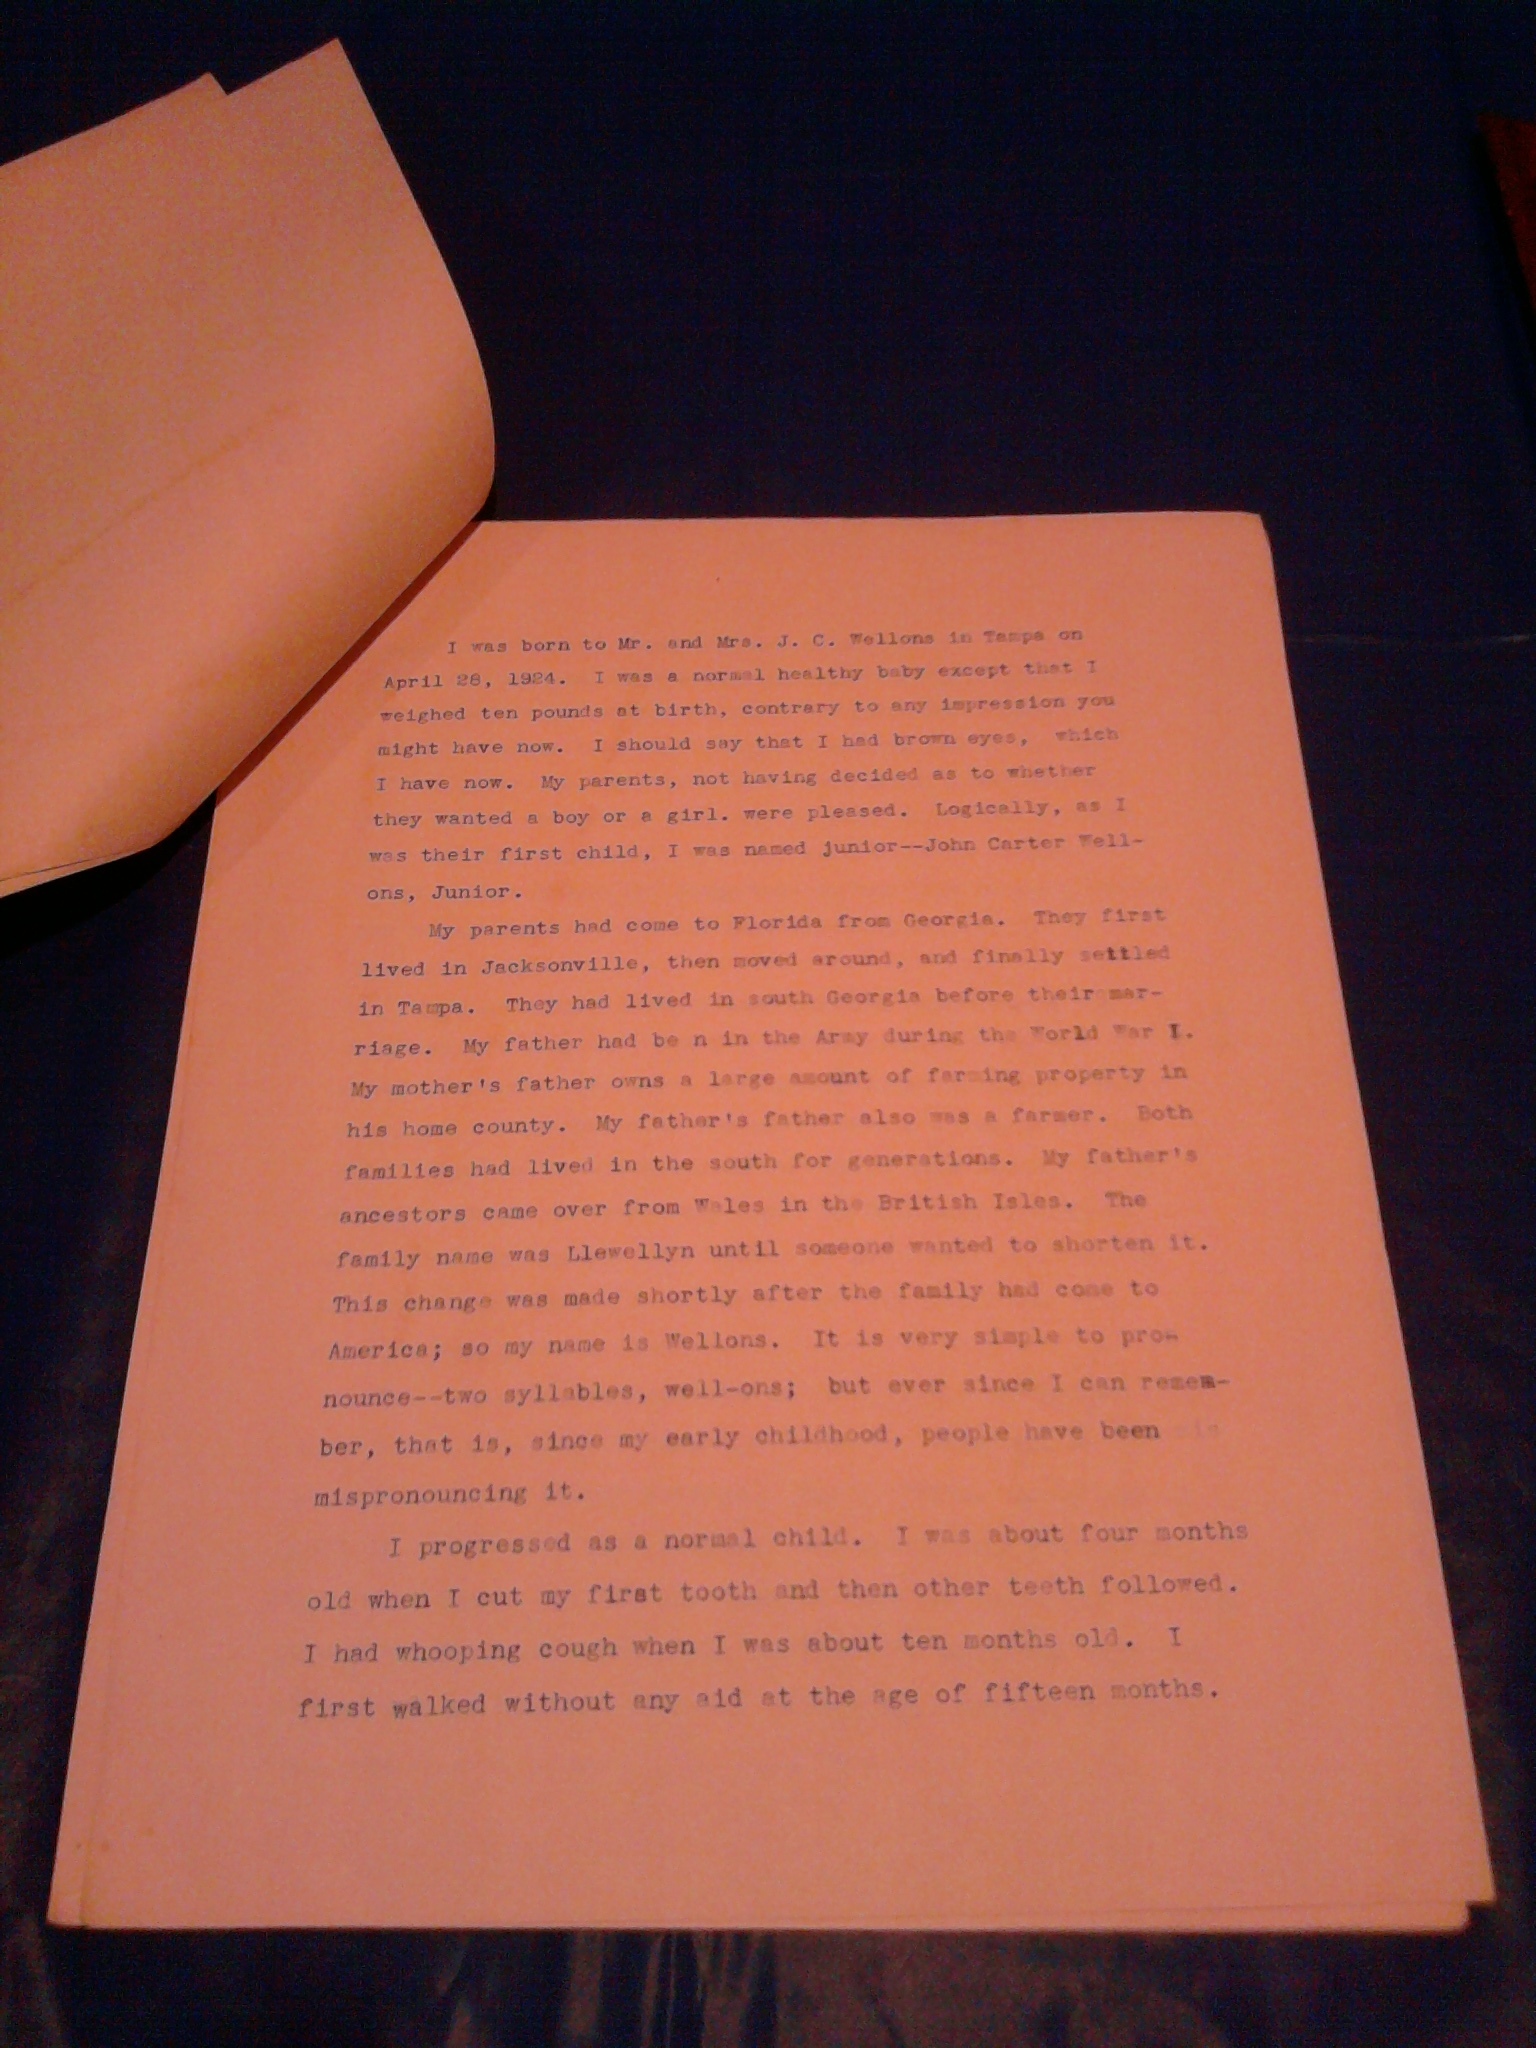 I was born to Mr. and Mrs. J. C. Wellons in Tampa on
April 28, 1924. I was a normal healthy baby except that I
weighed ten pounds at birth, contrary to any impression you
might have now. I should say that I had brown eyes, which
I have now. My parents, not having decided as to whether
they wanted a boy or a girl. were pleased. Logically, as I
was their first child, I was named junior--John Carter Well-
ons, Junior.
My parents had come to Florida from Georgia. They first
lived in Jacksonville, then moved around, and finally settled
in Tampa. They had lived in south Georgia before their mar-
riage. My father had be n in the Army during the World War I.
My mother's father owns a large amount of farming property in
his home county. My father's father also was a farmer. Both
families had lived in the south for generations. My father's
ancestors came over from Wales in the British Isles. The
family name was Llewellyn until someone wanted to shorten it.
This change was made shortly after the family had come to
America; so my name is Wellons. It is very simple to pro-
nounce--two syllables, well-ons; but ever since I can remem-
ber, that is, since my early childhood, people have been
mispronouncing it.
I progressed as a normal child. I was about four months
old when I cut my first tooth and then other teeth followed.
I had whooping cough when I was about ten months old. I
first walked without any aid at the age of fifteen months.